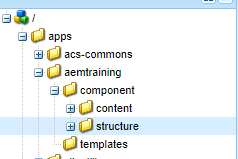 /
apps
acs-commons
aemtraining
component
content
structure
templates